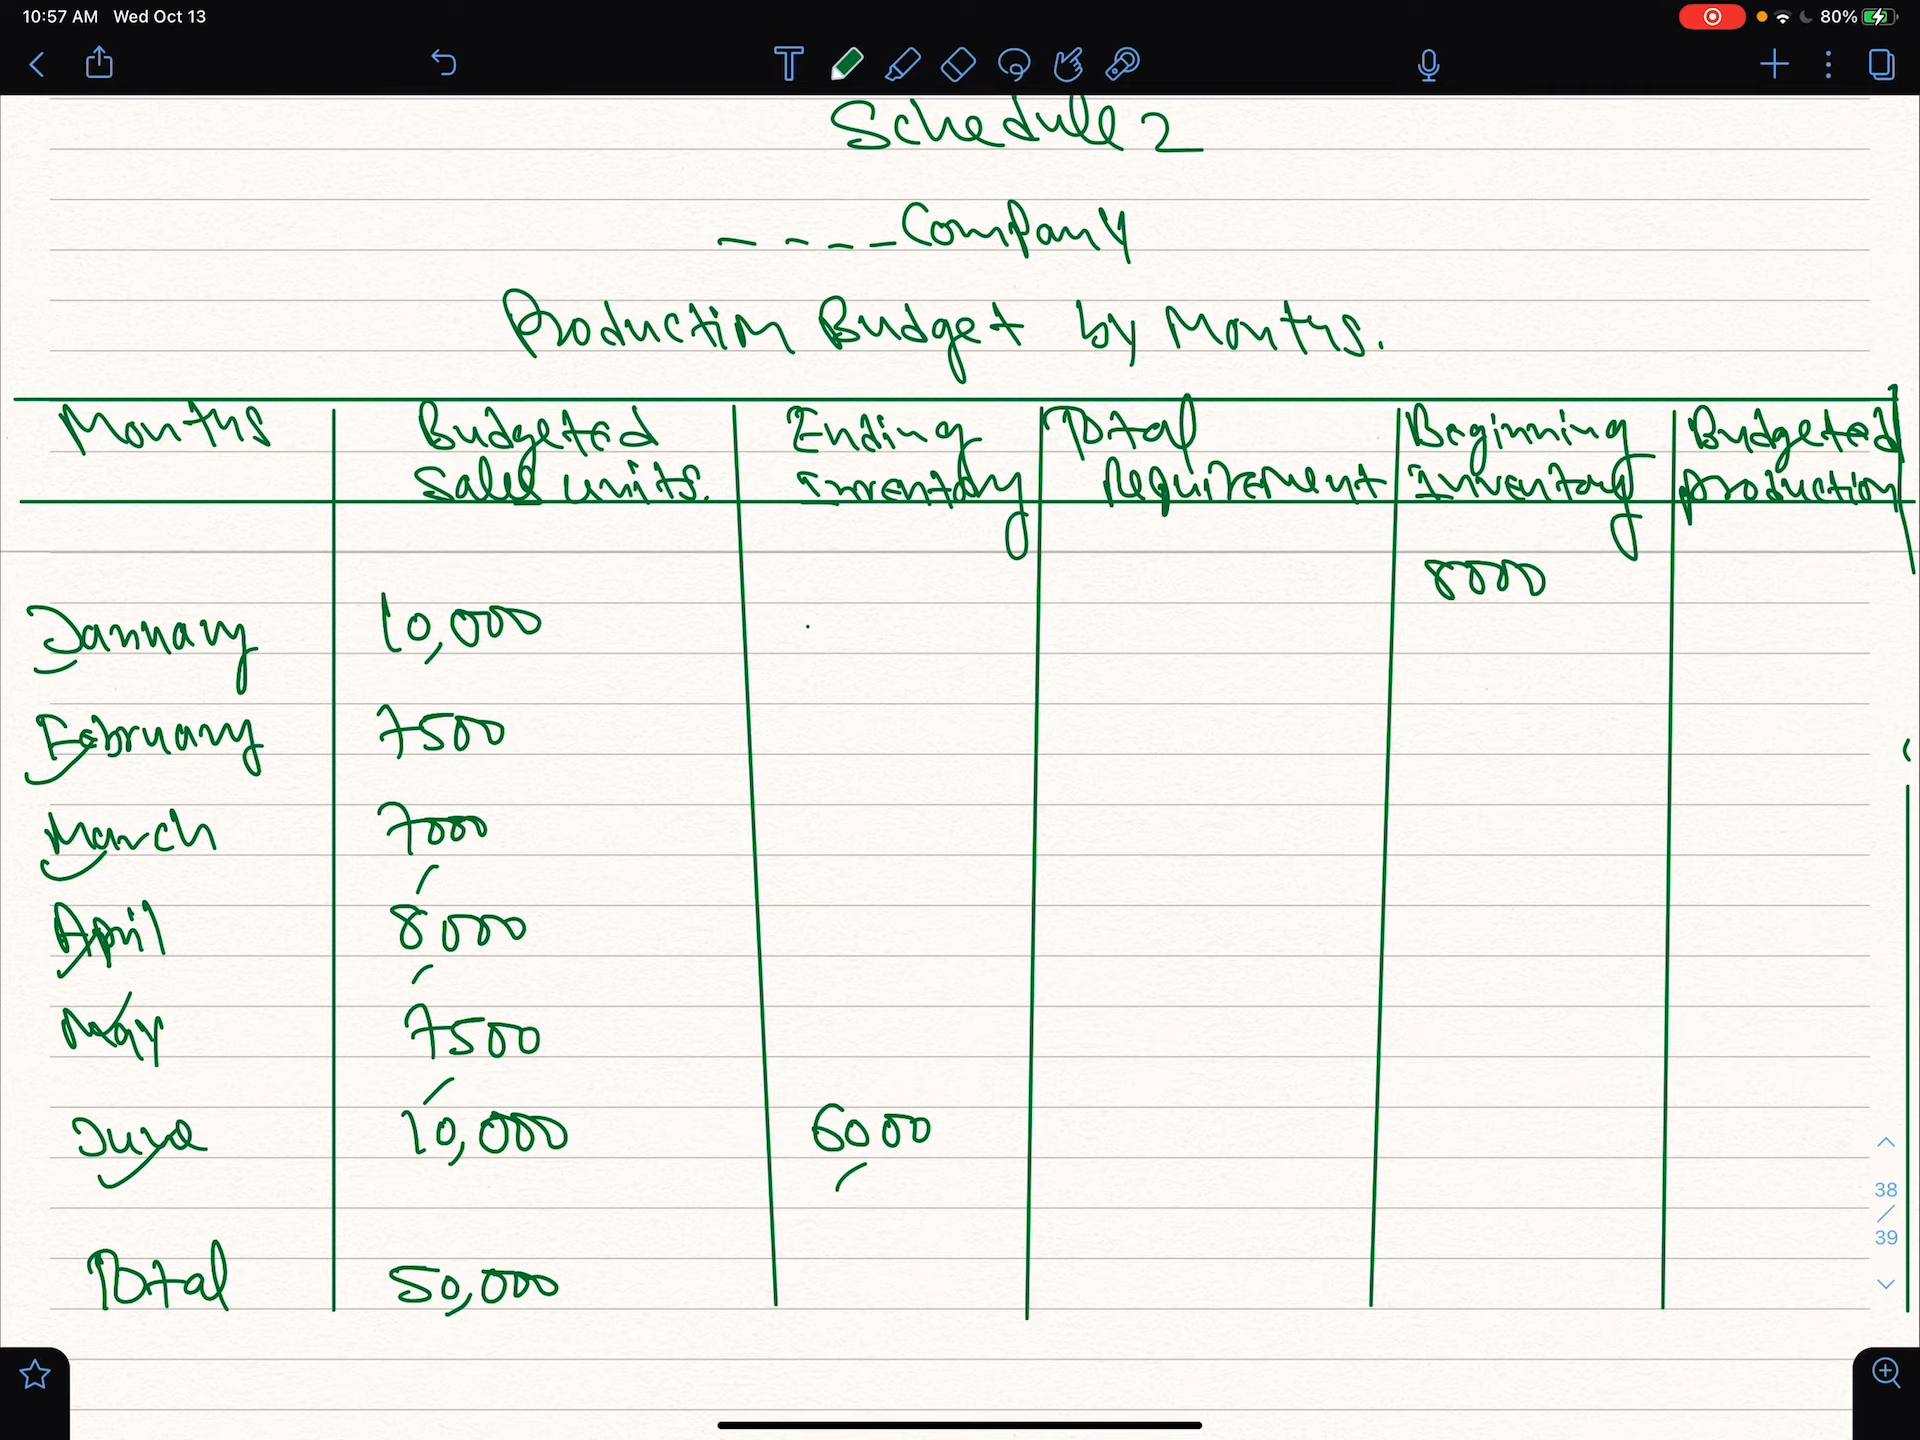 10:57 AM Wed Oct 13
80%
Schedule 2
- - - - Company
Production Budget by Months.
Months Budgeted Sales units. Ending Inventory Total Requirement Beginning Inventory Budgeted production
8000
January 10,000
February 7500
March 7000
April 8000
May 7500
June 10,000 6000
Total 50,000
38
/
39